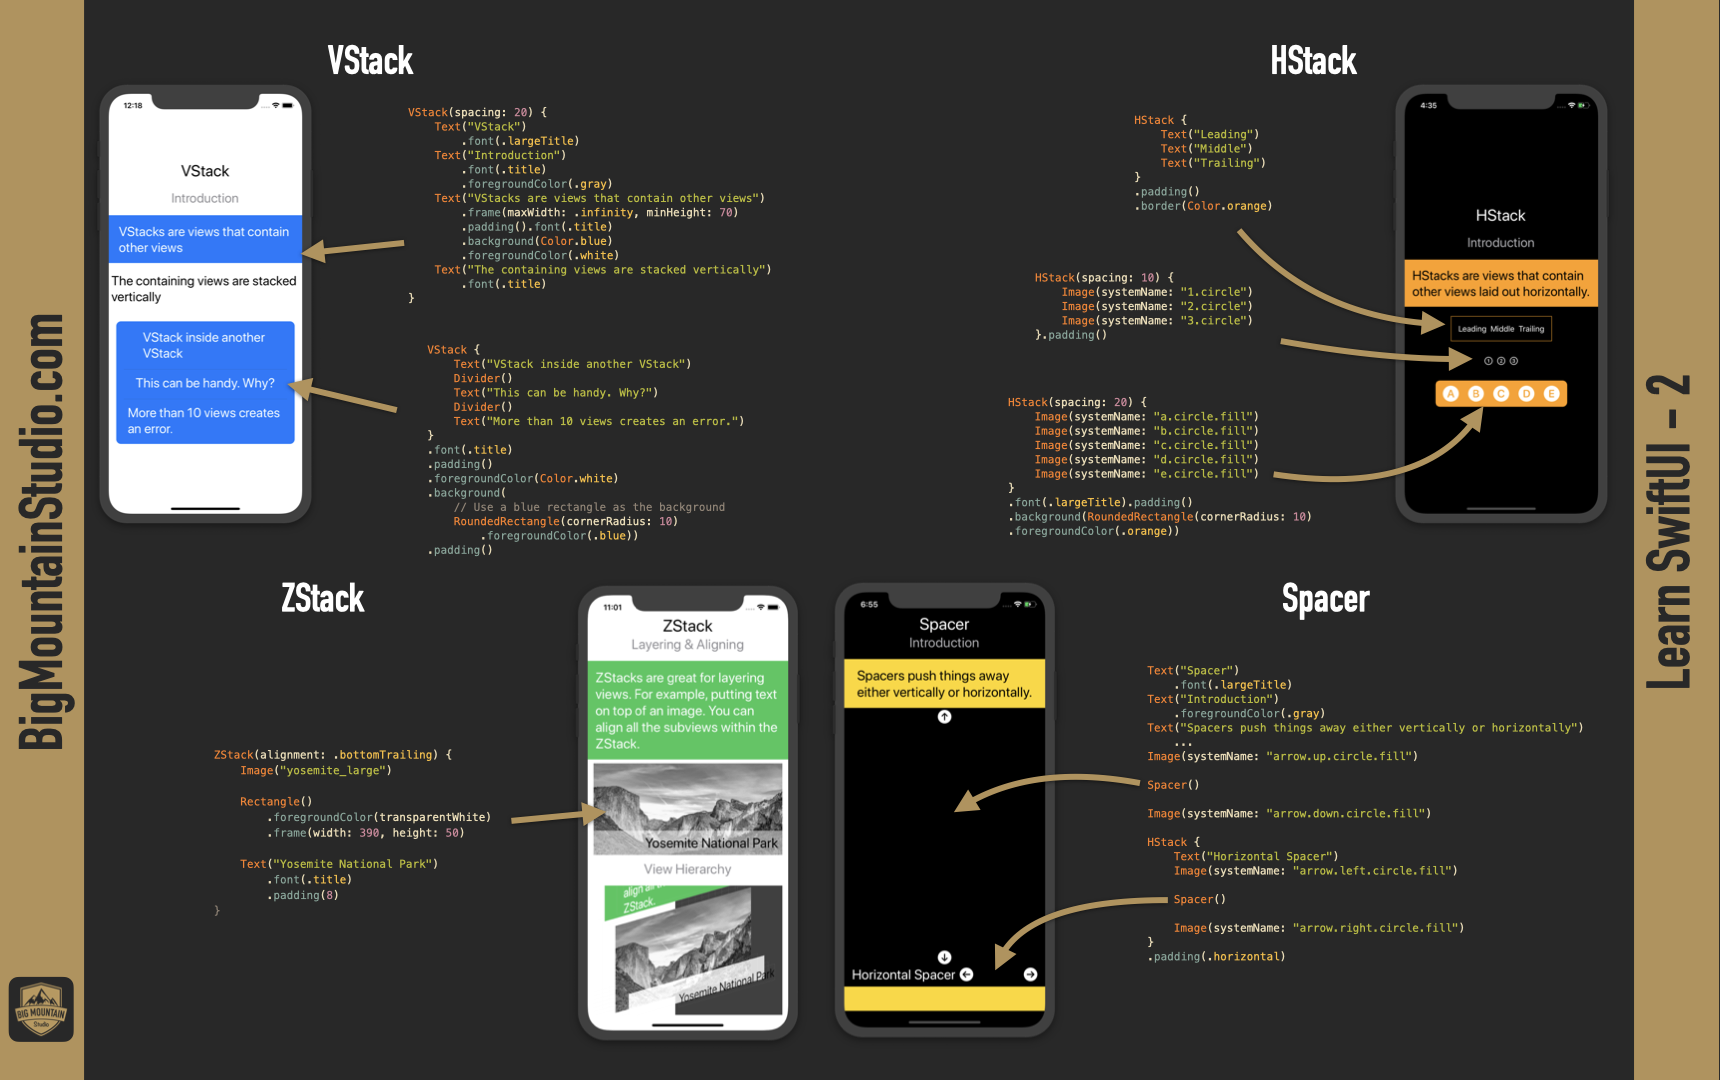 BigMountainStudio.com
BIG MOUNTAIN
Studio
VStack
12:18
VStack
Introduction
VStacks are views that contain
other views
The containing views are stacked
vertically
VStack inside another
VStack
This can be handy. Why?
More than 10 views creates
an error.
VStack(spacing: 20) {
    Text("VStack")
        .font(.largeTitle)
    Text("Introduction")
        .font(.title)
        .foregroundColor(.gray)
    Text("VStacks are views that contain other views")
        .frame(maxWidth: .infinity, minHeight: 70)
        .padding().font(.title)
        .background(Color.blue)
        .foregroundColor(.white)
    Text("The containing views are stacked vertically")
        .font(.title)
}
VStack {
    Text("VStack inside another VStack")
    Divider()
    Text("This can be handy. Why?")
    Divider()
    Text("More than 10 views creates an error.")
}
.font(.title)
.padding()
.foregroundColor(Color.white)
.background(
    // Use a blue rectangle as the background
    RoundedRectangle(cornerRadius: 10)
        .foregroundColor(.blue))
.padding()
HStack
HStack {
    Text("Leading")
    Text("Middle")
    Text("Trailing")
}
.padding()
.border(Color.orange)
HStack(spacing: 10) {
    Image(systemName: "1.circle")
    Image(systemName: "2.circle")
    Image(systemName: "3.circle")
}.padding()
HStack(spacing: 20) {
    Image(systemName: "a.circle.fill")
    Image(systemName: "b.circle.fill")
    Image(systemName: "c.circle.fill")
    Image(systemName: "d.circle.fill")
    Image(systemName: "e.circle.fill")
}
.font(.largeTitle).padding()
.background(RoundedRectangle(cornerRadius: 10)
.foregroundColor(.orange))
4:35
HStack
Introduction
HStacks are views that contain
other views laid out horizontally.
Leading Middle Trailing
1 2 3
A B C D E
ZStack
ZStack(alignment: .bottomTrailing) {
    Image("yosemite_large")
    Rectangle()
        .foregroundColor(transparentWhite)
        .frame(width: 390, height: 50)
    Text("Yosemite National Park")
        .font(.title)
        .padding(8)
}
11:01
ZStack
Layering & Aligning
ZStacks are great for layering
views. For example, putting text
on top of an image. You can
align all the subviews within the
ZStack.
Yosemite National Park
View Hierarchy
align all
ZStack.
Yosemite National Park
Spacer
6:55
Spacer
Introduction
Spacers push things away
either vertically or horizontally.
Horizontal Spacer
Text("Spacer")
    .font(.largeTitle)
Text("Introduction")
    .foregroundColor(.gray)
Text("Spacers push things away either vertically or horizontally")
    ...
Image(systemName: "arrow.up.circle.fill")
Spacer()
Image(systemName: "arrow.down.circle.fill")
HStack {
    Text("Horizontal Spacer")
    Image(systemName: "arrow.left.circle.fill")
    Spacer()
    Image(systemName: "arrow.right.circle.fill")
}
.padding(.horizontal)
Learn SwiftUI - 2